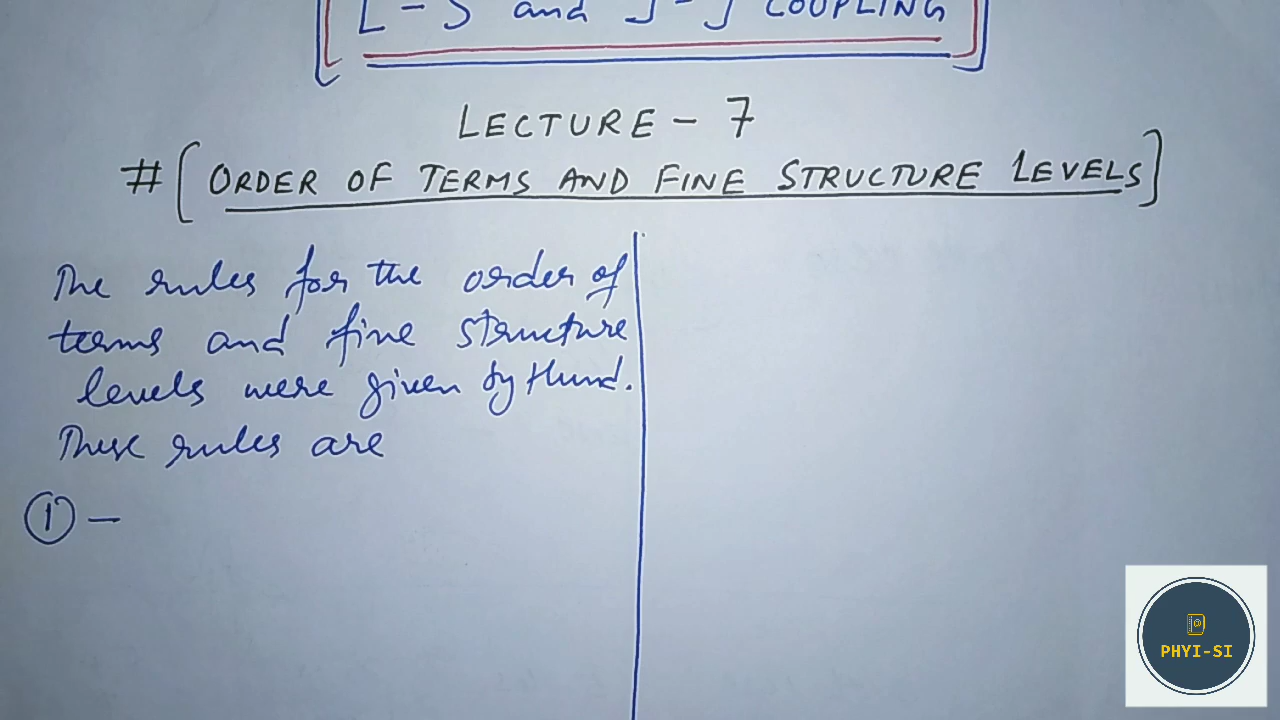 L - S and J - J COUPLING
LECTURE - 7
# [ ORDER OF TERMS AND FINE STRUCTURE LEVELS ]
The rules for the order of
terms and fine structure
levels were given by Hund.
These rules are
① -
PHYI-SI